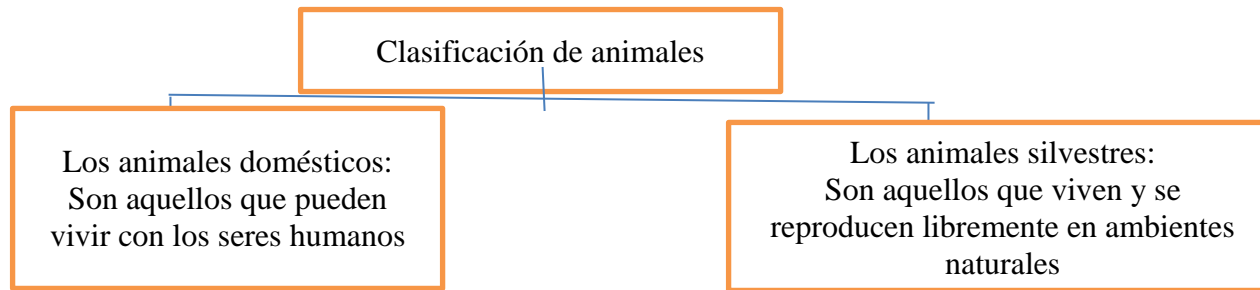 Clasificación de animales
Los animales domésticos:
Son aquellos que pueden
vivir con los seres humanos
Los animales silvestres:
Son aquellos que viven y se
reproducen libremente en ambientes
naturales